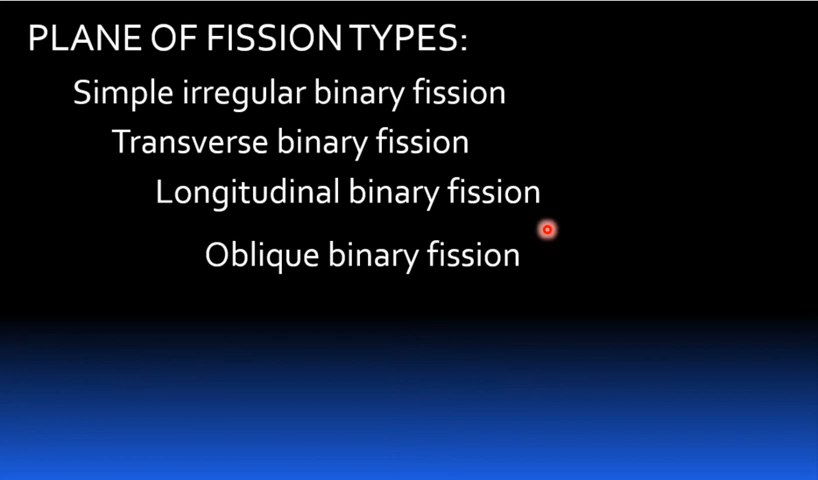 PLANE OF FISSION TYPES:
Simple irregular binary fission
Transverse binary fission
Longitudinal binary fission
Oblique binary fission